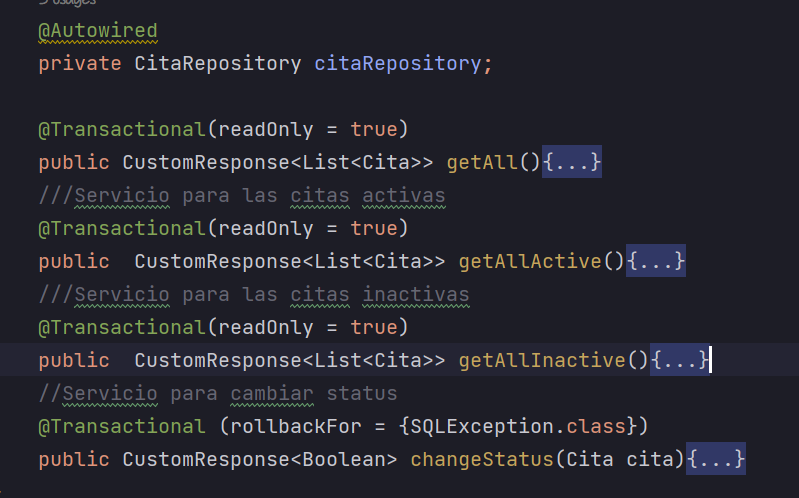 5 usages
@Autowired
private CitaRepository citaRepository;
@Transactional(readOnly = true)
public CustomResponse<List<Cita>> getAll(){...}
///Servicio para las citas activas
@Transactional(readOnly = true)
public  CustomResponse<List<Cita>> getAllActive(){...}
///Servicio para las citas inactivas
@Transactional(readOnly = true)
public  CustomResponse<List<Cita>> getAllInactive(){...}
//Servicio para cambiar status
@Transactional (rollbackFor = {SQLException.class})
public CustomResponse<Boolean> changeStatus(Cita cita){...}